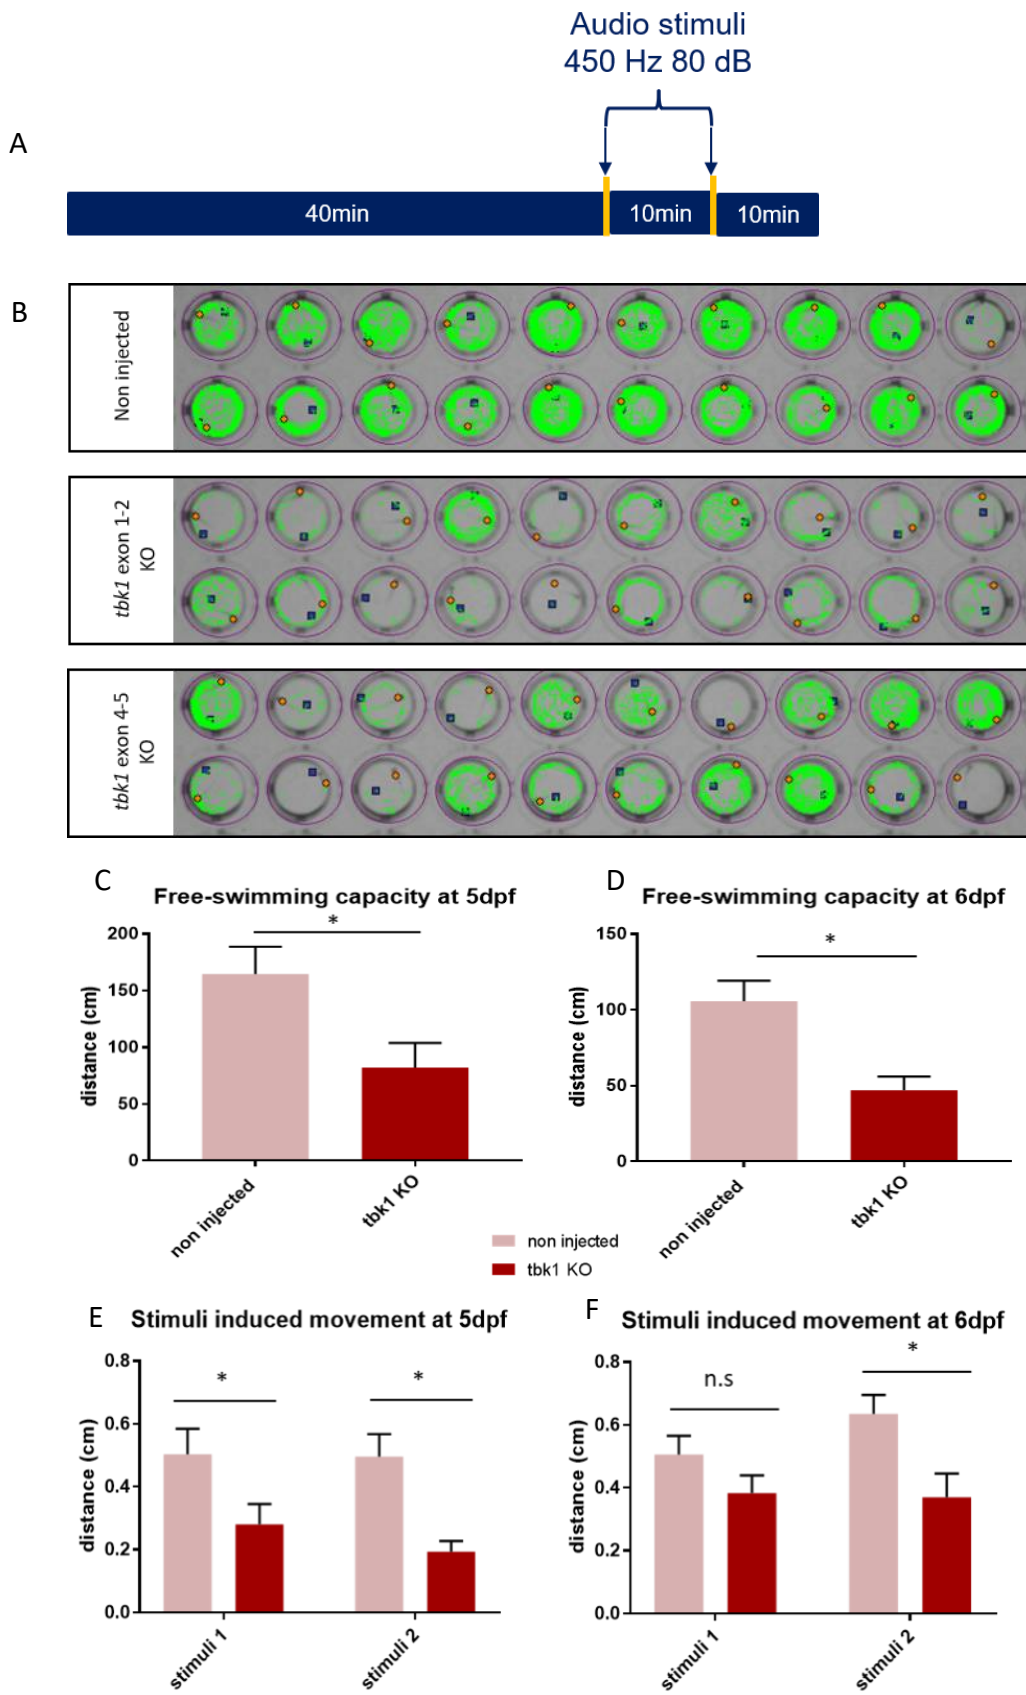 Audio stimuli
450 Hz 80 dB
A
40min
10min
10min
B
Non injected
tbk1 exon 1-2
KO
tbk1 exon 4-5
KO
C
Free-swimming capacity at 5dpf
*
200
150
100
50
0
distance (cm)
non injected
tbk1 KO
D
Free-swimming capacity at 6dpf
*
150
100
50
0
distance (cm)
non injected
tbk1 KO
non injected
tbk1 KO
E
Stimuli induced movement at 5dpf
*
*
0.8
0.6
0.4
0.2
0.0
distance (cm)
stimuli 1
stimuli 2
F
Stimuli induced movement at 6dpf
n.s
*
0.8
0.6
0.4
0.2
0.0
distance (cm)
stimuli 1
stimuli 2